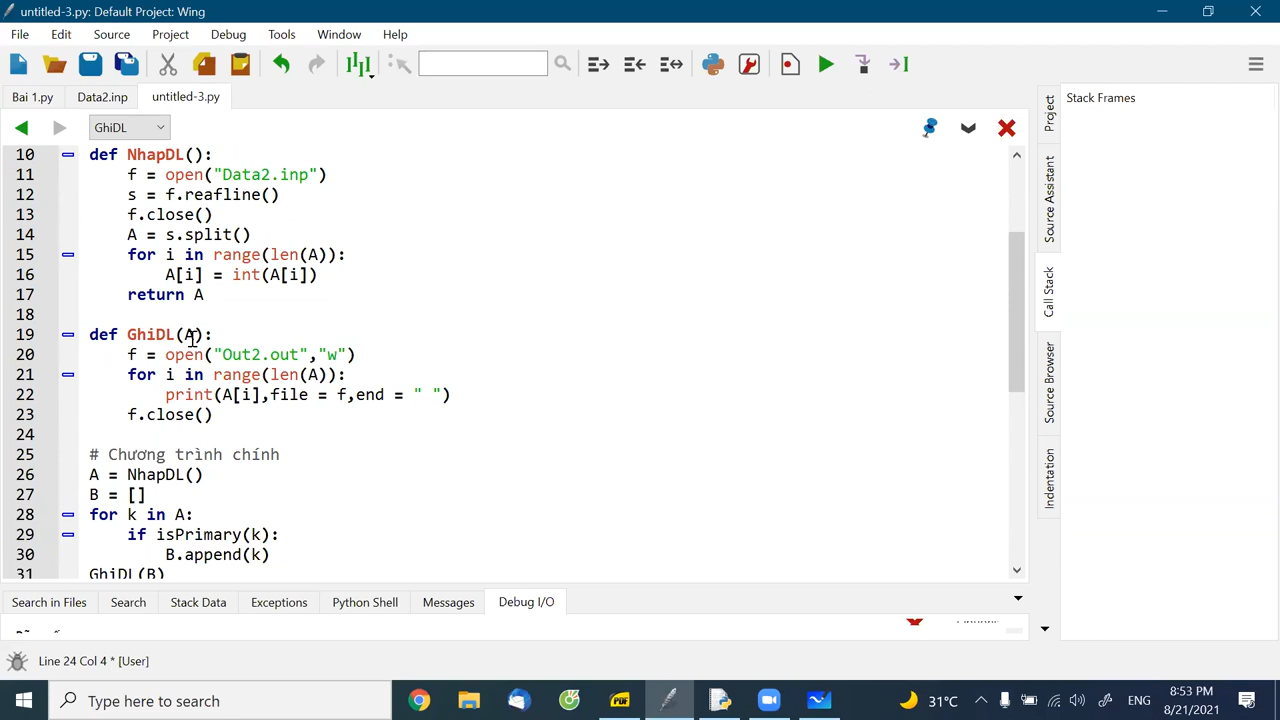 untitled-3.py: Default Project: Wing
File Edit Source Project Debug Tools Window Help
Bai 1.py Data2.inp untitled-3.py
GhiDL
Stack Frames
10 def NhapDL():
11 f = open("Data2.inp")
12 s = f.reafline()
13 f.close()
14 A = s.split()
15 for i in range(len(A)):
16 A[i] = int(A[i])
17 return A
18
19 def GhiDL(A):
20 f = open("Out2.out","w")
21 for i in range(len(A)):
22 print(A[i],file = f,end = " ")
23 f.close()
24
25 # Chương trình chính
26 A = NhapDL()
27 B = []
28 for k in A:
29 if isPrimary(k):
30 B.append(k)
31 GhiDL(B)
Project
Source Assistant
Call Stack
Source Browser
Indentation
Search in Files Search Stack Data Exceptions Python Shell Messages Debug I/O
Line 24 Col 4 * [User]
Type here to search
PDF
31°C
ENG
8:53 PM
8/21/2021